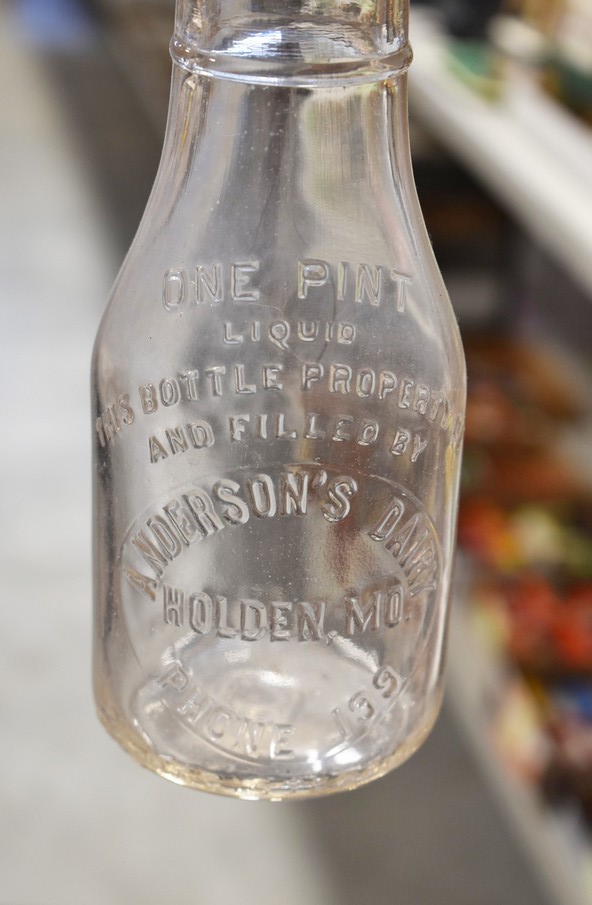 ONE PINT
LIQUID
THIS BOTTLE PROPERTY
AND FILLED BY
ANDERSON'S DAIRY
HOLDEN, MO.
PHONE 139